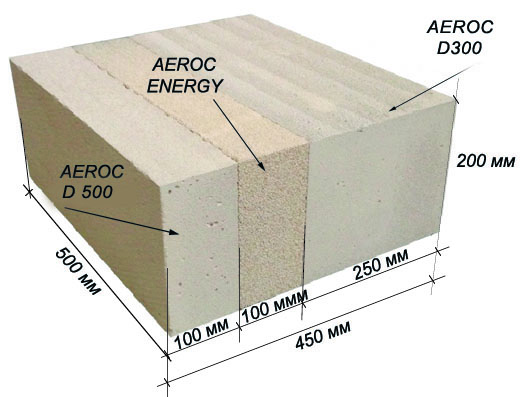 AEROC
D300
AEROC
ENERGY
AEROC
D 500
200 мм
500 мм
100 мм
100 ммм
250 мм
450 мм